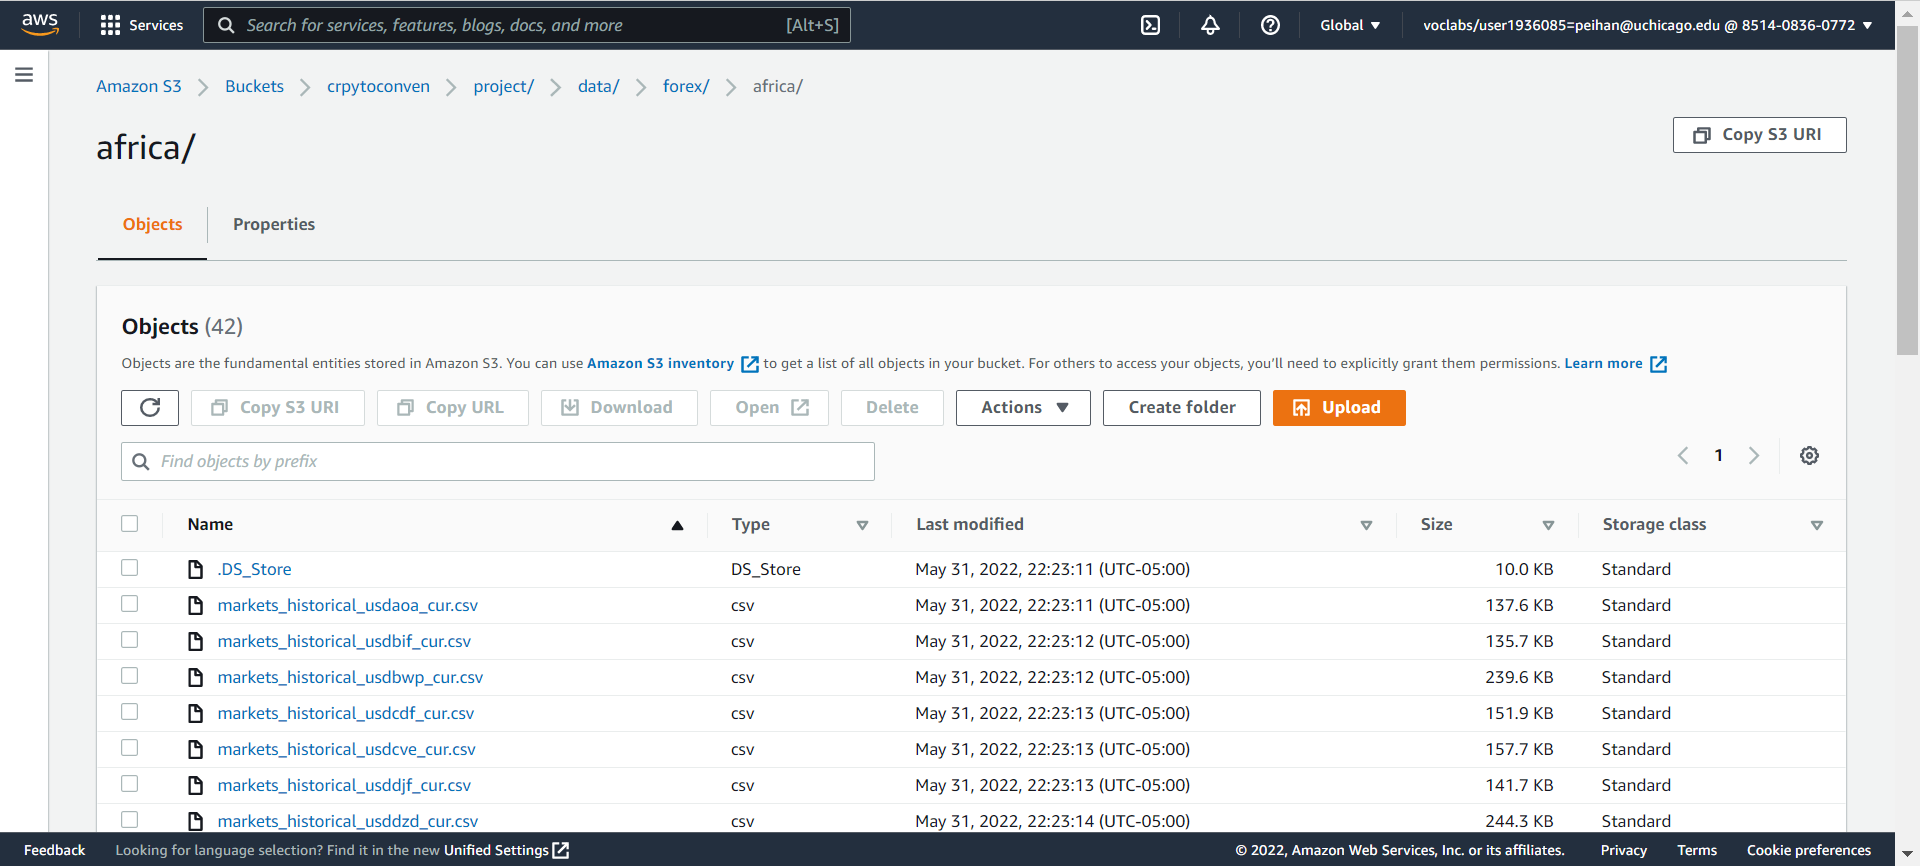 aws Services Search for services, features, blogs, docs, and more [Alt+S] Global voclabs/user1936085=peihan@uchicago.edu @ 8514-0836-0772
Amazon S3 Buckets crpytoconven project/ data/ forex/ africa/
africa/ Copy S3 URI
Objects Properties
Objects (42)
Objects are the fundamental entities stored in Amazon S3. You can use Amazon S3 inventory to get a list of all objects in your bucket. For others to access your objects, you'll need to explicitly grant them permissions. Learn more
Copy S3 URI Copy URL Download Open Delete Actions Create folder Upload
Find objects by prefix 1
Name Type Last modified Size Storage class
.DS_Store DS_Store May 31, 2022, 22:23:11 (UTC-05:00) 10.0 KB Standard
markets_historical_usdaoa_cur.csv csv May 31, 2022, 22:23:11 (UTC-05:00) 137.6 KB Standard
markets_historical_usdbif_cur.csv csv May 31, 2022, 22:23:12 (UTC-05:00) 135.7 KB Standard
markets_historical_usdbwp_cur.csv csv May 31, 2022, 22:23:12 (UTC-05:00) 239.6 KB Standard
markets_historical_usdcdf_cur.csv csv May 31, 2022, 22:23:13 (UTC-05:00) 151.9 KB Standard
markets_historical_usdcve_cur.csv csv May 31, 2022, 22:23:13 (UTC-05:00) 157.7 KB Standard
markets_historical_usddjf_cur.csv csv May 31, 2022, 22:23:13 (UTC-05:00) 141.7 KB Standard
markets_historical_usddzd_cur.csv csv May 31, 2022, 22:23:14 (UTC-05:00) 244.3 KB Standard
Feedback Looking for language selection? Find it in the new Unified Settings © 2022, Amazon Web Services, Inc. or its affiliates. Privacy Terms Cookie preferences